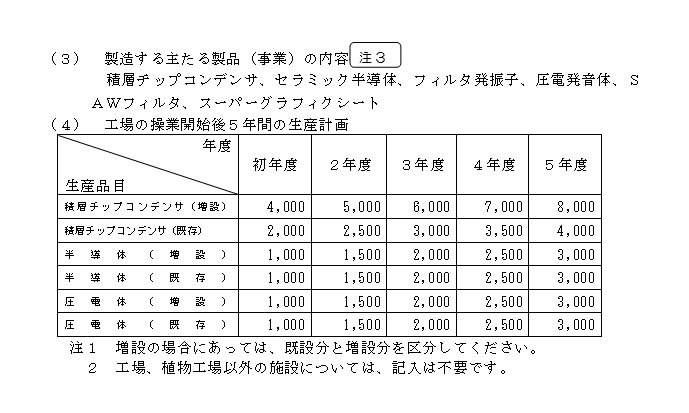 （３）　製造する主たる製品（事業）の内容 注３
積層チップコンデンサ、セラミック半導体、フィルタ発振子、圧電発音体、Ｓ
ＡＷフィルタ、スーパーグラフィクシート
（４）　工場の操業開始後５年間の生産計画
年度
生産品目 初年度 ２年度 ３年度 ４年度 ５年度
積層チップコンデンサ（増設） 4,000 5,000 6,000 7,000 8,000
積層チップコンデンサ（既存） 2,000 2,500 3,000 3,500 4,000
半導体（増設） 1,000 1,500 2,000 2,500 3,000
半導体（既存） 1,000 1,500 2,000 2,500 3,000
圧電体（増設） 1,000 1,500 2,000 2,500 3,000
圧電体（既存） 1,000 1,500 2,000 2,500 3,000
注１　増設の場合にあっては、既設分と増設分を区分してください。
２　工場、植物工場以外の施設については、記入は不要です。